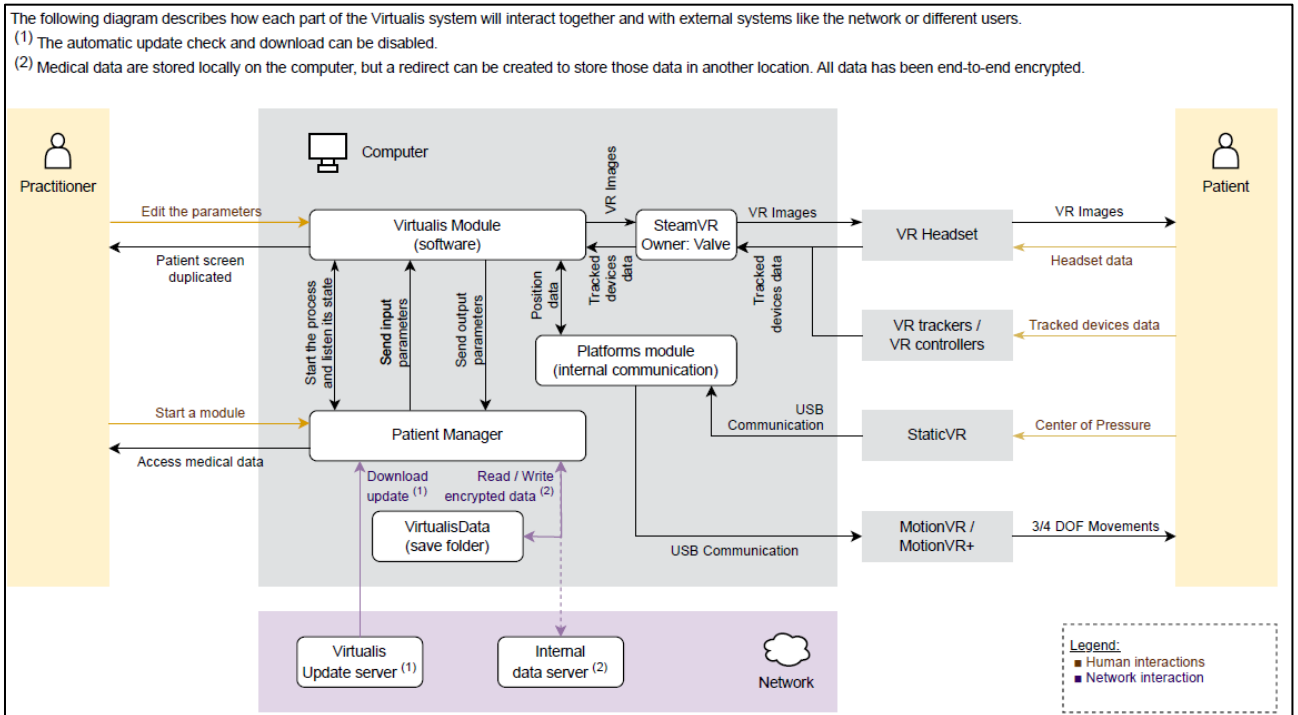 The following diagram describes how each part of the Virtualis system will interact together and with external systems like the network or different users.
(1) The automatic update check and download can be disabled.
(2) Medical data are stored locally on the computer, but a redirect can be created to store those data in another location. All data has been end-to-end encrypted.
Practitioner
Computer
Patient
Edit the parameters
Patient screen
duplicated
Virtualis Module
(software)
VR Images
Tracked
devices data
SteamVR
Owner: Valve
VR Images
Tracked
devices data
VR Headset
VR Images
Headset data
VR trackers /
VR controllers
Tracked devices data
Start the process
and listen its state
Send input
parameters
Send output
parameters
Position
data
Platforms module
(internal communication)
Start a module
Access medical data
Patient Manager
USB
Communication
StaticVR
Center of Pressure
Download
update (1)
Read / Write
encrypted data (2)
VirtualisData
(save folder)
USB Communication
MotionVR /
MotionVR+
3/4 DOF Movements
Virtualis
Update server (1)
Internal
data server (2)
Network
Legend:
Human interactions
Network interaction